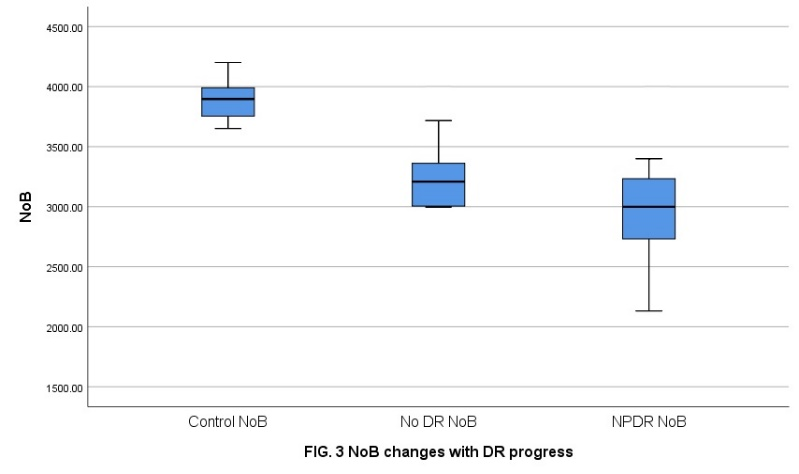 4500.00
4000.00
3500.00
3000.00
2500.00
2000.00
1500.00
NoB
Control NoB
No DR NoB
NPDR NoB
FIG. 3 NoB changes with DR progress